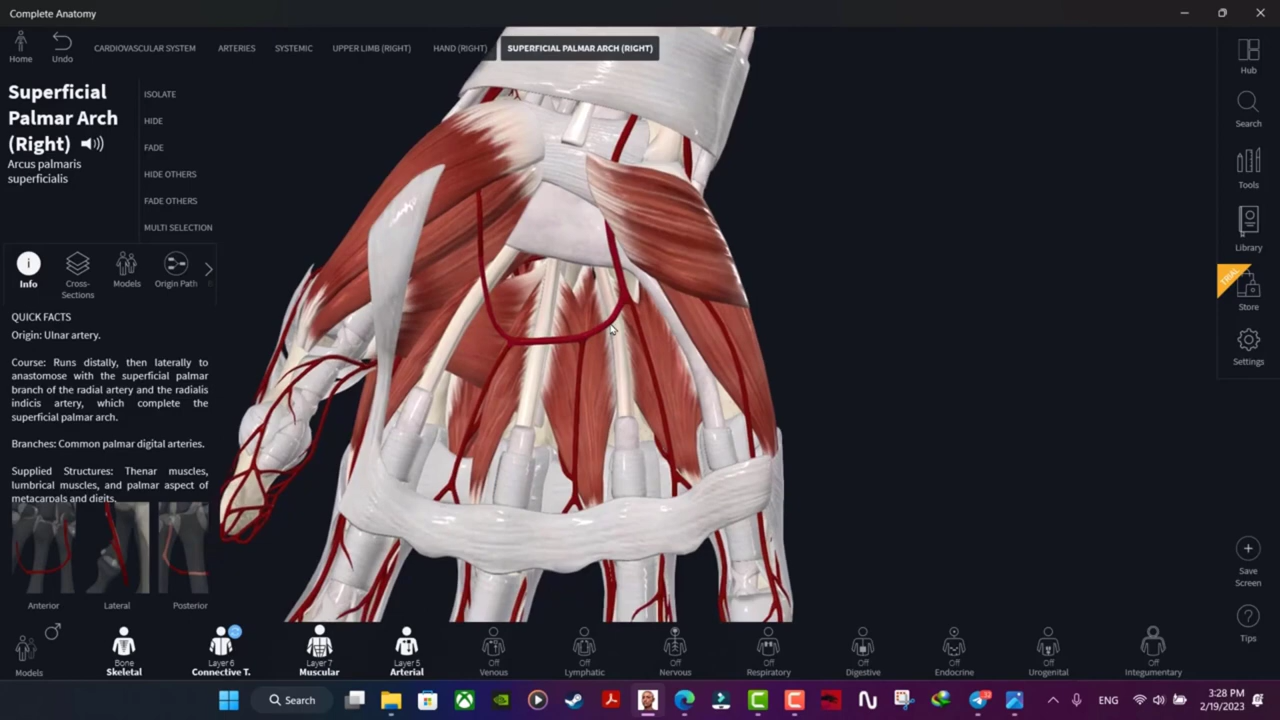 Complete Anatomy
Home
Undo
CARDIOVASCULAR SYSTEM
ARTERIES
SYSTEMIC
UPPER LIMB (RIGHT)
HAND (RIGHT)
SUPERFICIAL PALMAR ARCH (RIGHT)
Superficial
Palmar Arch
(Right)
Arcus palmaris
superficialis
ISOLATE
HIDE
FADE
HIDE OTHERS
FADE OTHERS
MULTI SELECTION
Info
Cross-
Sections
Models
Origin Path
QUICK FACTS
Origin: Ulnar artery.
Course: Runs distally, then laterally to
anastomose with the superficial palmar
branch of the radial artery and the radialis
indicis artery, which complete the
superficial palmar arch.
Branches: Common palmar digital arteries.
Supplied Structures: Thenar muscles,
lumbrical muscles, and palmar aspect of
metacarpals and digits.
Anterior
Lateral
Posterior
Hub
Search
Tools
Library
TRIAL
Store
Settings
+
Save
Screen
?
Tips
Models
Bone
Skeletal
Layer 6
Connective T.
Layer 7
Muscular
Layer 5
Arterial
Off
Venous
Off
Lymphatic
Off
Nervous
Off
Respiratory
Off
Digestive
Off
Endocrine
Off
Urogenital
Off
Integumentary
Search
ENG
3:28 PM
2/19/2023